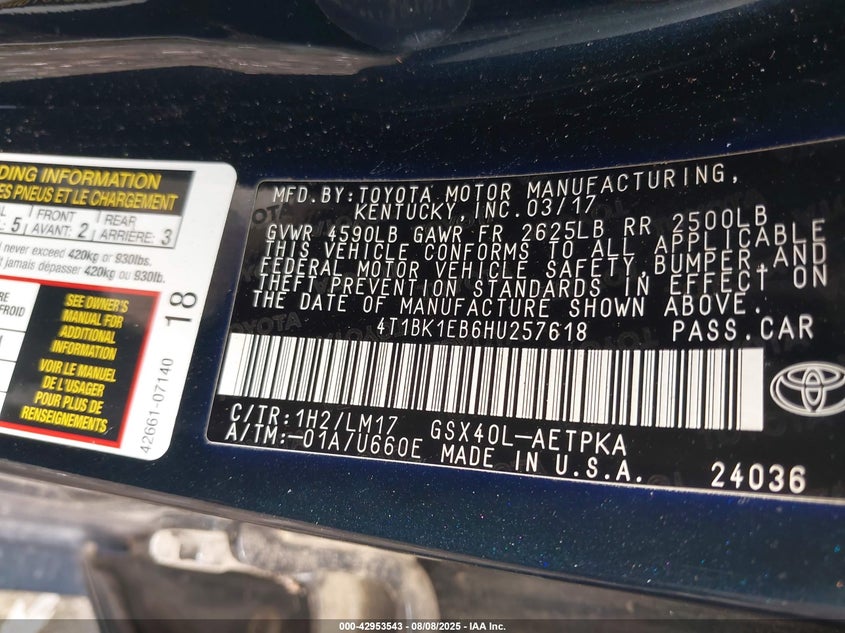 DING INFORMATION
ES PNEUS ET LE CHARGEMENT
5 FRONT AVANT: 2 REAR ARRIÈRE: 3
never exceed 420kg or 930lbs.
t jamais dépasser 420kg ou 930lb.
SEE OWNER'S
MANUAL FOR
ADDITIONAL
INFORMATION
VOIR LE MANUEL
DE L'USAGER
POUR PLUS DE
RENSEIGNEMENTS
18
42661-07140
MFD.BY:TOYOTA MOTOR MANUFACTURING,
KENTUCKY,INC.03/17
GVWR 4590LB GAWR FR 2625LB RR 2500LB
THIS VEHICLE CONFORMS TO ALL APPLICABLE
FEDERAL MOTOR VEHICLE SAFETY,BUMPER,AND
THEFT PREVENTION STANDARDS IN EFFECT ON
THE DATE OF MANUFACTURE SHOWN ABOVE.
4T1BK1EB6HU257618 PASS.CAR
C/TR:1H2/LM17 GSX40L-AETPKA
A/TM:-01A/U660E MADE IN U.S.A. 24036
000-42953543 - 08/08/2025 - IAA Inc.